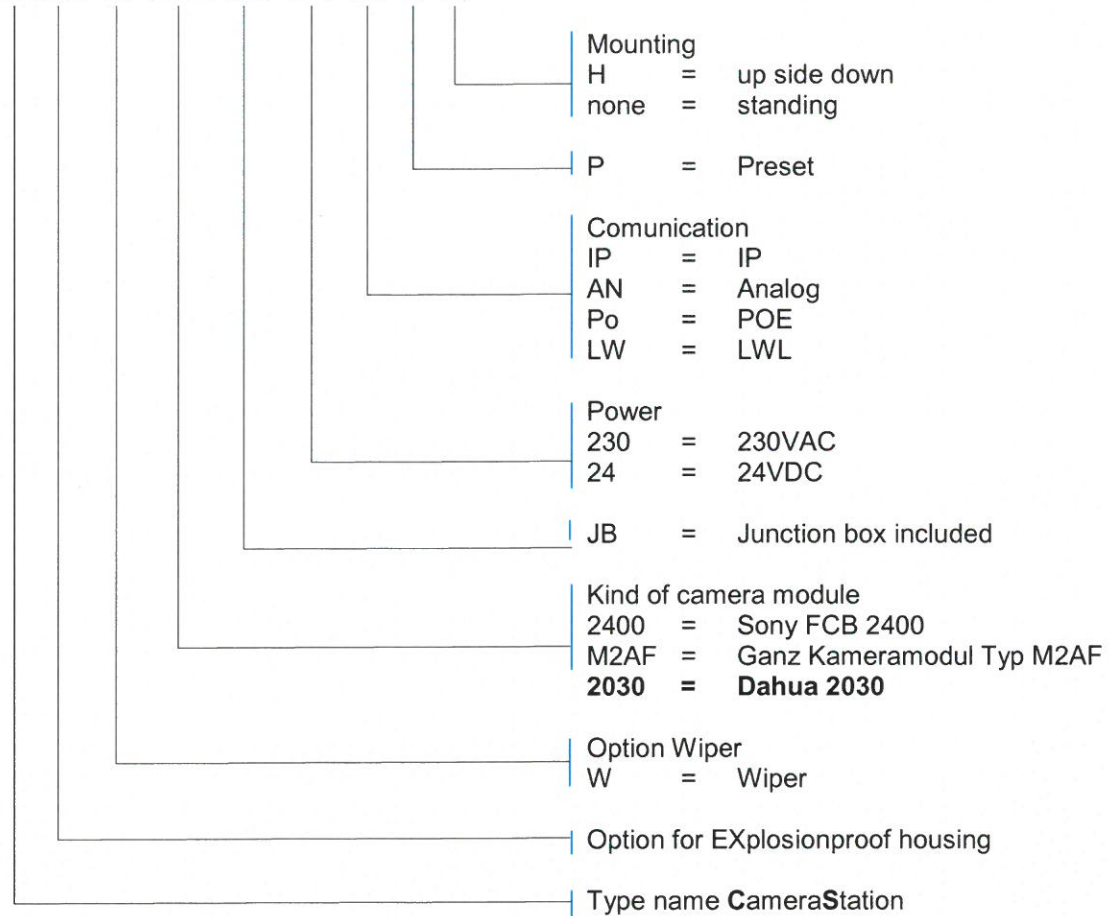 Mounting
H = up side down
none = standing
P = Preset
Comunication
IP = IP
AN = Analog
Po = POE
LW = LWL
Power
230 = 230VAC
24 = 24VDC
JB = Junction box included
Kind of camera module
2400 = Sony FCB 2400
M2AF = Ganz Kameramodul Typ M2AF
2030 = Dahua 2030
Option Wiper
W = Wiper
Option for EXplosionproof housing
Type name CameraStation